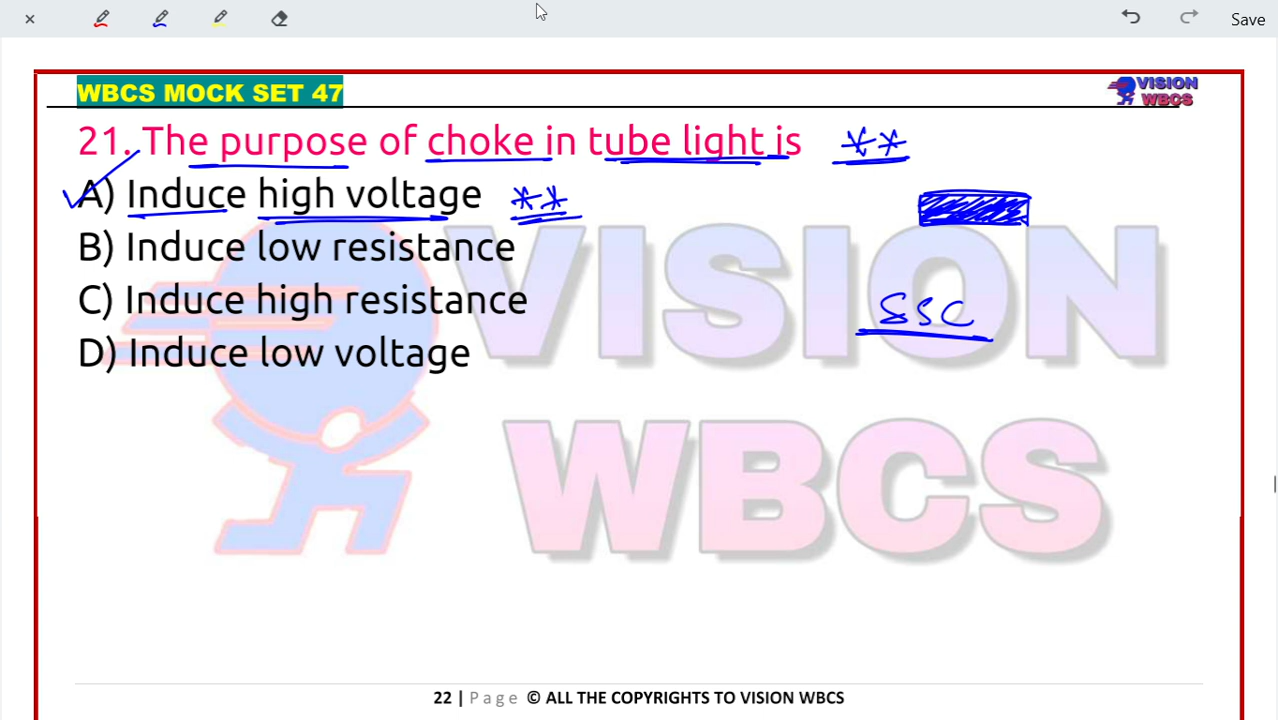 Save
WBCS MOCK SET 47
VISION
WBCS
21. The purpose of choke in tube light is **
A) Induce high voltage **
B) Induce low resistance
C) Induce high resistance
D) Induce low voltage
SSC
VISION
WBCS
22 | Page © ALL THE COPYRIGHTS TO VISION WBCS